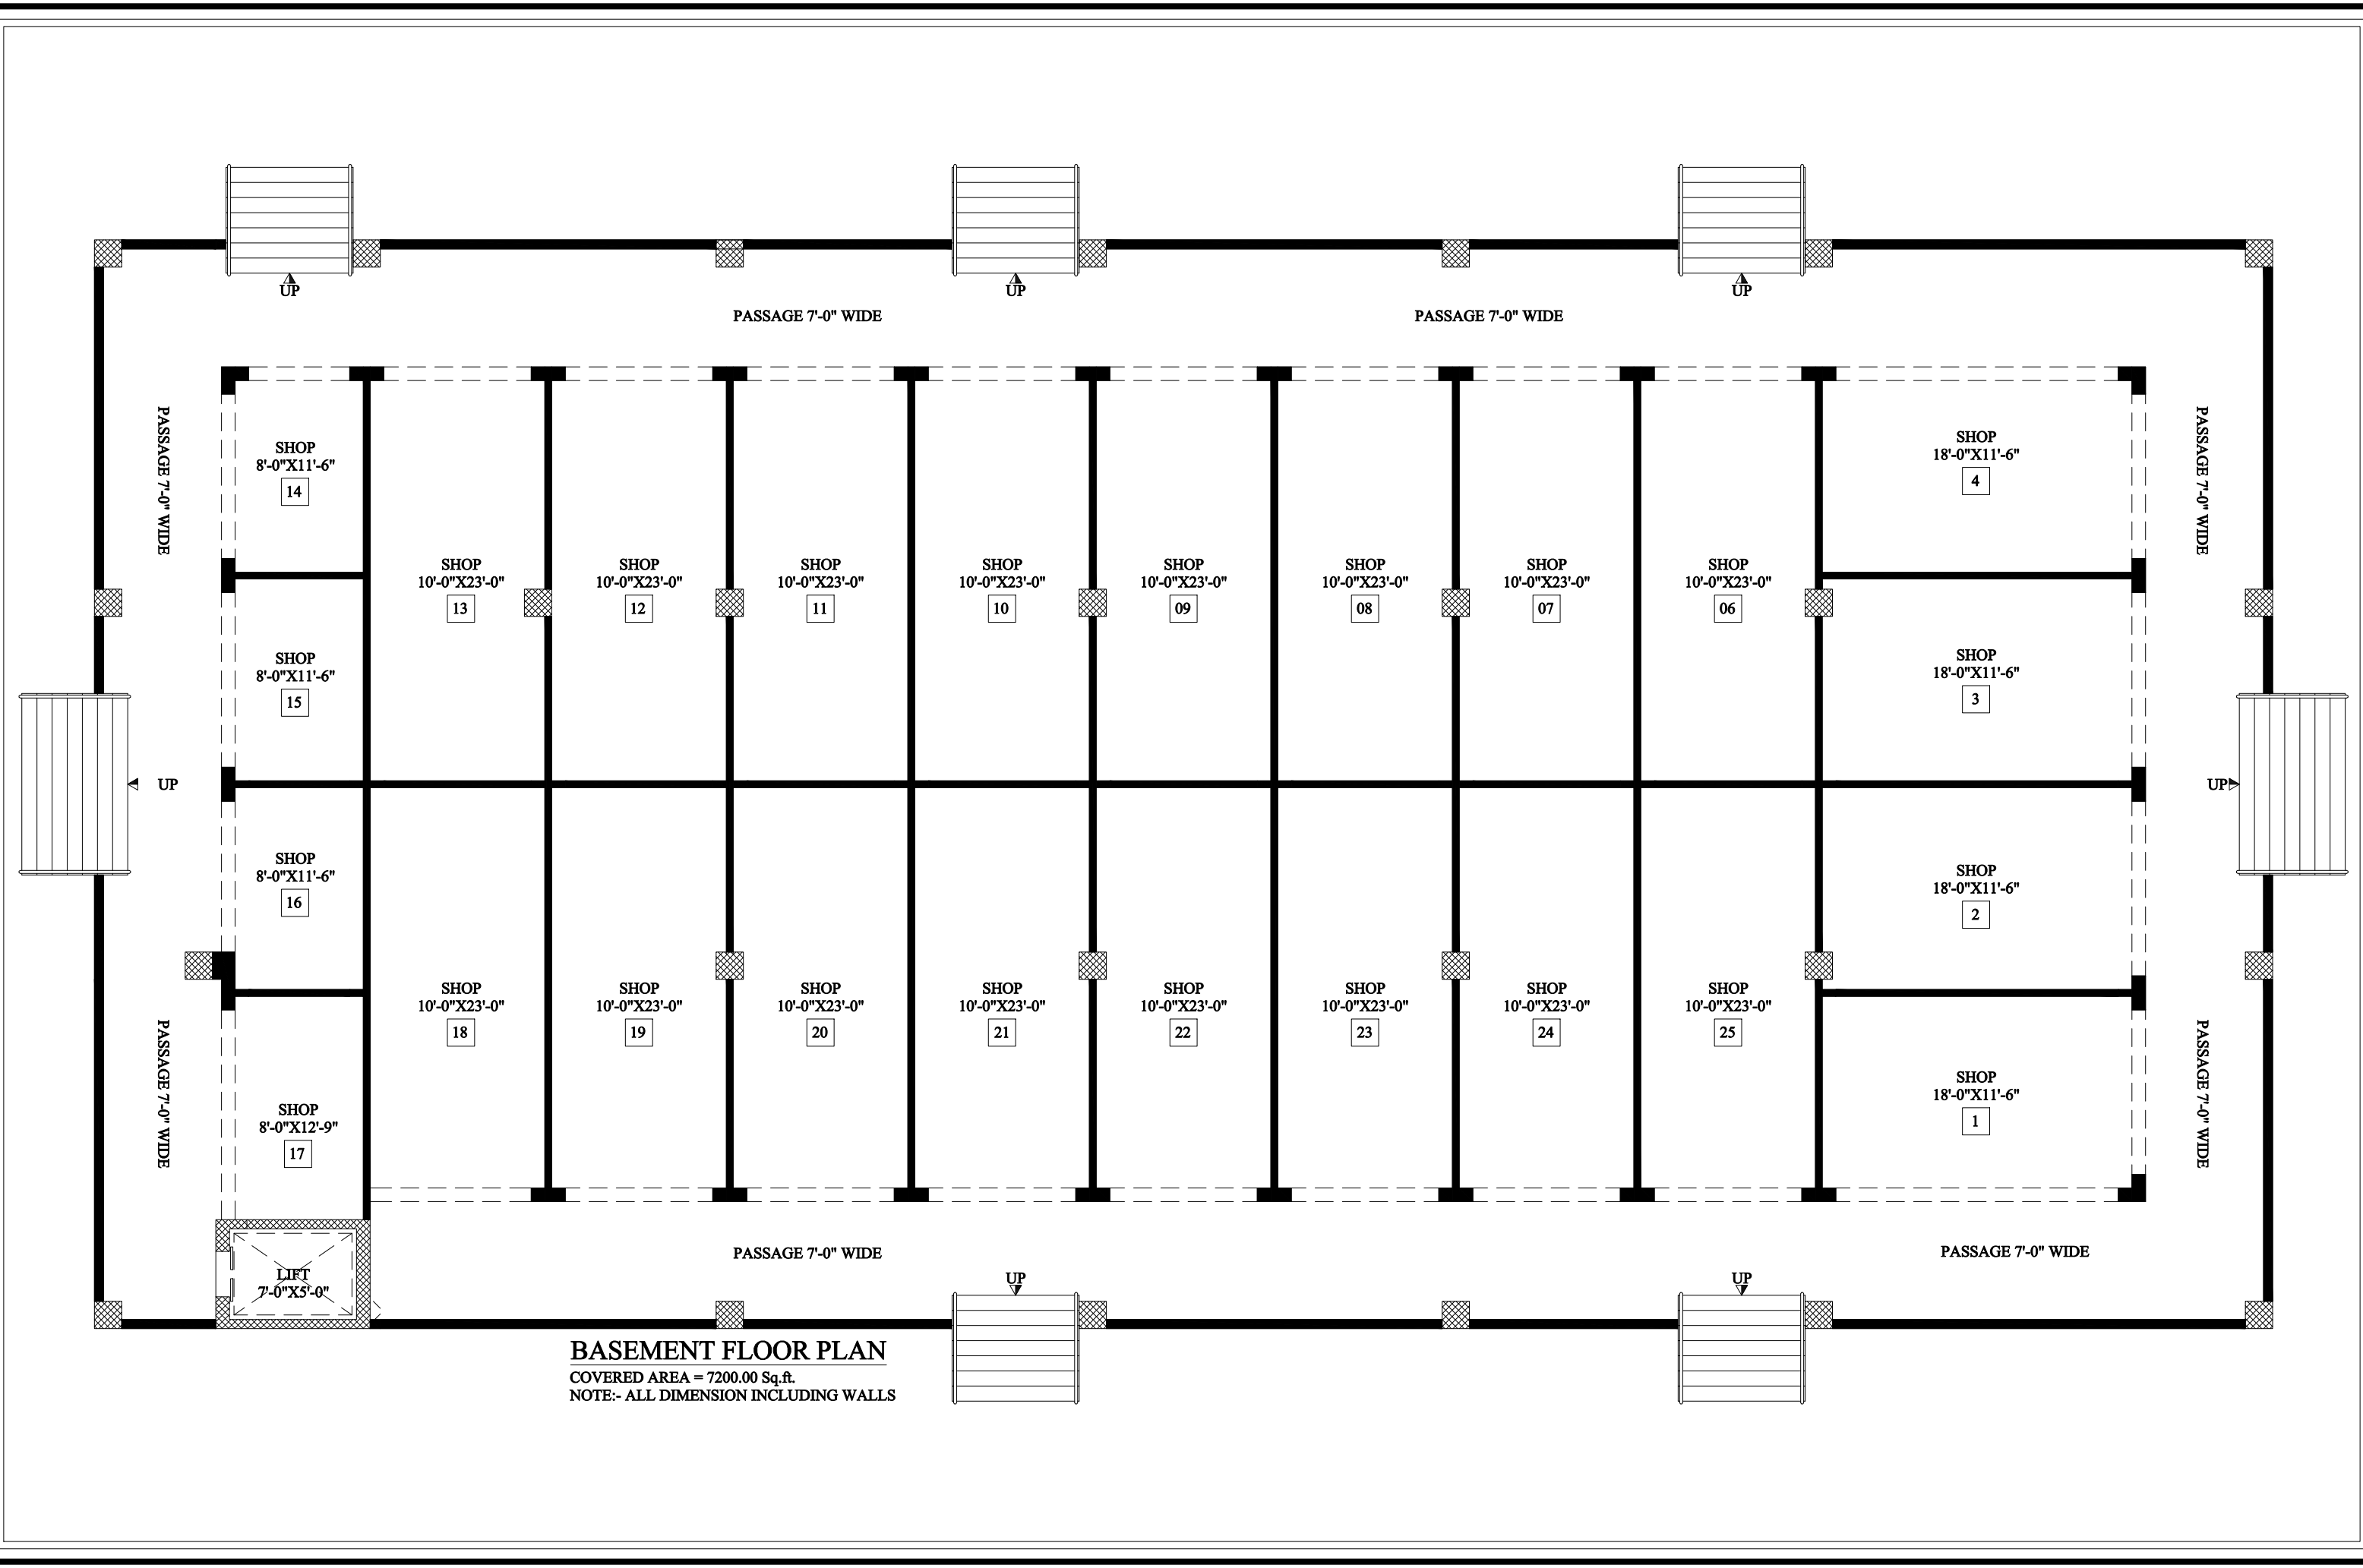 UP
UP
UP
PASSAGE 7'-0" WIDE
PASSAGE 7'-0" WIDE
PASSAGE 7'-0" WIDE
SHOP
8'-0"X11'-6"
14
SHOP
18'-0"X11'-6"
4
PASSAGE 7'-0" WIDE
SHOP
10'-0"X23'-0"
13
SHOP
10'-0"X23'-0"
12
SHOP
10'-0"X23'-0"
11
SHOP
10'-0"X23'-0"
10
SHOP
10'-0"X23'-0"
09
SHOP
10'-0"X23'-0"
08
SHOP
10'-0"X23'-0"
07
SHOP
10'-0"X23'-0"
06
SHOP
8'-0"X11'-6"
15
SHOP
18'-0"X11'-6"
3
UP
UP
SHOP
8'-0"X11'-6"
16
SHOP
18'-0"X11'-6"
2
SHOP
10'-0"X23'-0"
18
SHOP
10'-0"X23'-0"
19
SHOP
10'-0"X23'-0"
20
SHOP
10'-0"X23'-0"
21
SHOP
10'-0"X23'-0"
22
SHOP
10'-0"X23'-0"
23
SHOP
10'-0"X23'-0"
24
SHOP
10'-0"X23'-0"
25
PASSAGE 7'-0" WIDE
SHOP
8'-0"X12'-9"
17
SHOP
18'-0"X11'-6"
1
PASSAGE 7'-0" WIDE
LIFT
7'-0"X5'-0"
PASSAGE 7'-0" WIDE
PASSAGE 7'-0" WIDE
UP
UP
BASEMENT FLOOR PLAN
COVERED AREA = 7200.00 Sq.ft.
NOTE:- ALL DIMENSION INCLUDING WALLS